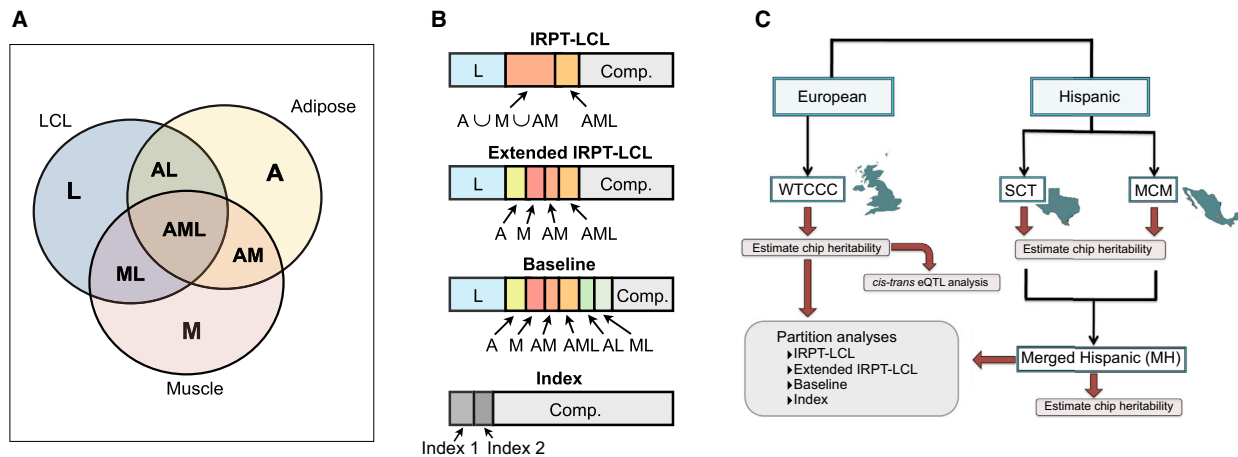 A
LCL
Adipose
L
AL
A
AML
ML
AM
M
Muscle
B
IRPT-LCL
L
Comp.
A ∪ M ∪ AM
AML
Extended IRPT-LCL
L
Comp.
A M AM AML
Baseline
L
Comp.
A M AM AML AL ML
Index
Comp.
Index 1 Index 2
C
European
Hispanic
WTCCC
SCT
MCM
Estimate chip heritability
Estimate chip heritability
cis-trans eQTL analysis
Partition analyses
IRPT-LCL
Extended IRPT-LCL
Baseline
Index
Merged Hispanic (MH)
Estimate chip heritability